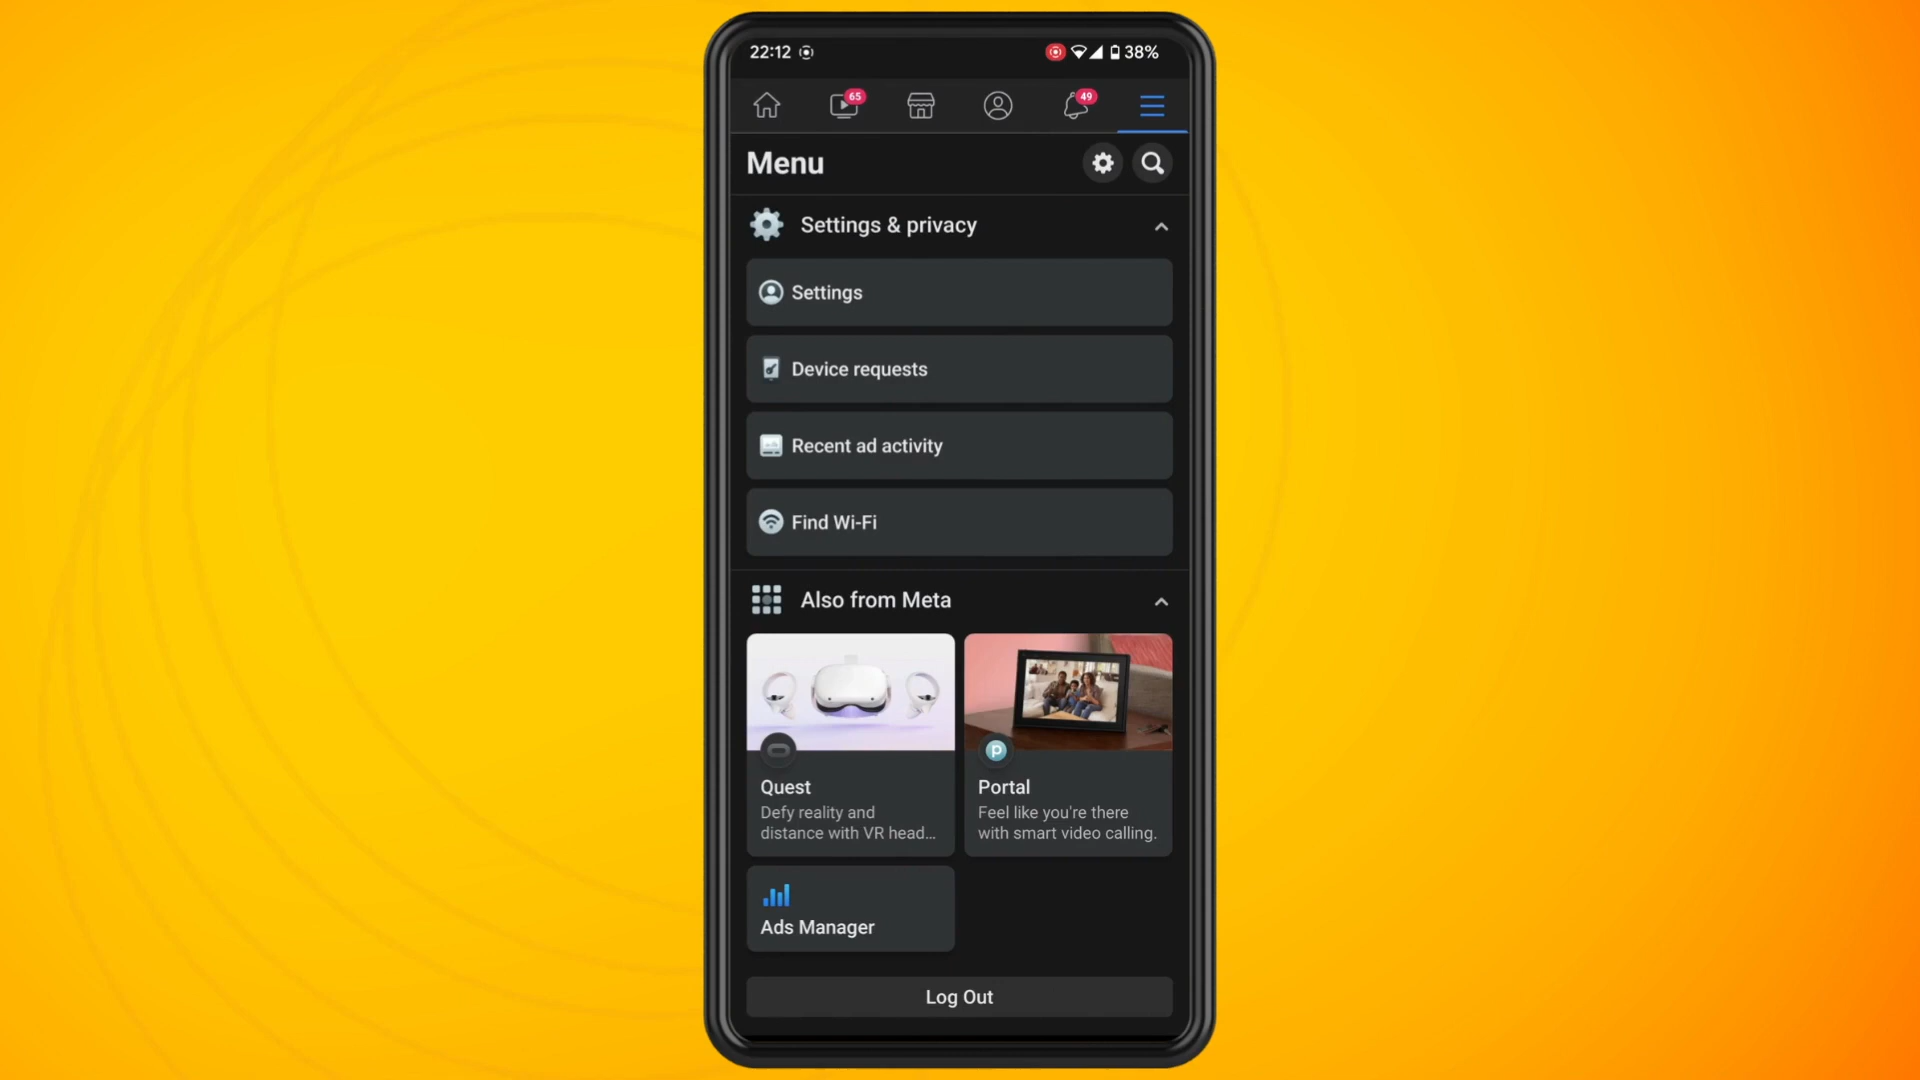 22:12
38%
65
49
Menu
Settings & privacy
Settings
Device requests
Recent ad activity
Find Wi-Fi
Also from Meta
Quest
Defy reality and
distance with VR head...
Portal
Feel like you're there
with smart video calling.
Ads Manager
Log Out